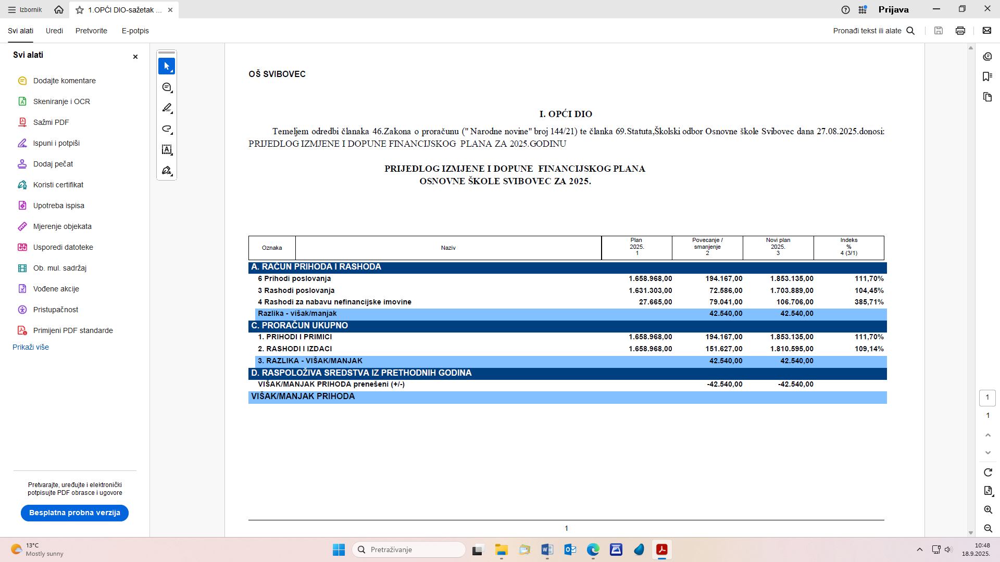 Izbornik
1.OPĆI DIO-sažetak ...
Prijava
Svi alati
Uredi
Pretvorite
E-potpis
Pronađi tekst ili alate
Svi alati
Dodajte komentare
Skeniranje i OCR
Sažmi PDF
Ispuni i potpiši
Dodaj pečat
Koristi certifikat
Upotreba ispisa
Mjerenje objekata
Usporedi datoteke
Ob. mul. sadržaj
Vođene akcije
Pristupačnost
Primijeni PDF standarde
Prikaži više
Pretvarajte, uređujte i elektronički
potpisujte PDF obrasce i ugovore
Besplatna probna verzija
OŠ SVIBOVEC
I. OPĆI DIO
Temeljem odredbi članaka 46.Zakona o proračunu (" Narodne novine" broj 144/21) te članka 69.Statuta,Školski odbor Osnovne škole Svibovec dana 27.08.2025.donosi:
PRIJEDLOG IZMJENE I DOPUNE FINANCIJSKOG  PLANA ZA 2025.GODINU
PRIJEDLOG IZMJENE I DOPUNE  FINANCIJSKOG PLANA
OSNOVNE ŠKOLE SVIBOVEC ZA 2025.
Oznaka Naziv Plan 2025. 1 Povecanje / smanjenje 2 Novi plan 2025. 3 Indeks % 4 (3/1)
A. RAČUN PRIHODA I RASHODA
6 Prihodi poslovanja 1.658.968,00 194.167,00 1.853.135,00 111,70%
3 Rashodi poslovanja 1.631.303,00 72.586,00 1.703.889,00 104,45%
4 Rashodi za nabavu nefinancijske imovine 27.665,00 79.041,00 106.706,00 385,71%
Razlika - višak/manjak 42.540,00 42.540,00
C. PRORAČUN UKUPNO
1. PRIHODI I PRIMICI 1.658.968,00 194.167,00 1.853.135,00 111,70%
2. RASHODI I IZDACI 1.658.968,00 151.627,00 1.810.595,00 109,14%
3. RAZLIKA - VIŠAK/MANJAK 42.540,00 42.540,00
D. RASPOLOŽIVA SREDSTVA IZ PRETHODNIH GODINA
VIŠAK/MANJAK PRIHODA prenešeni (+/-) -42.540,00 -42.540,00
VIŠAK/MANJAK PRIHODA
1
1
1
13°C
Mostly sunny
Pretraživanje
10:48
18.9.2025.